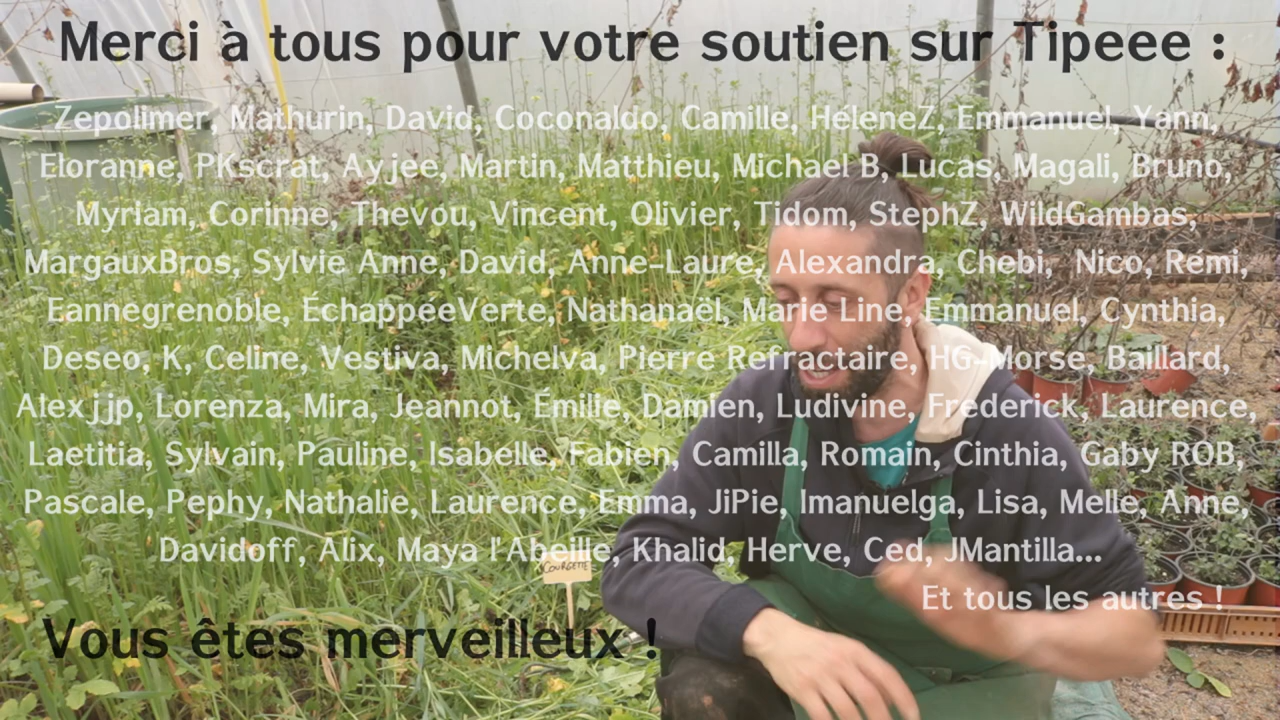 Merci à tous pour votre soutien sur Tipeee :
Zepolimer, Mathurin, David, Coconaldo, Camille, HéleneZ, Emmanuel, Yann,
Eloranne, PKscrat, Ayjee, Martin, Matthieu, Michael B, Lucas, Magali, Bruno,
Myriam, Corinne, Thevou, Vincent, Olivier, Tidom, StephZ, WildGambas,
MargauxBros, Sylvie Anne, David, Anne-Laure, Alexandra, Chebi, Nico, Rémi,
Eannegrenoble, ÉchappéeVerte, Nathanaël, Marie Line, Emmanuel, Cynthia,
Deseo, K, Celine, Vestiva, Michelva, Pierre Refractaire, HG-Morse, Baillard,
Alexjjp, Lorenza, Mira, Jeannot, Émilie, Damien, Ludivine, Frederick, Laurence,
Laetitia, Sylvain, Pauline, Isabelle, Fabien, Camilla, Romain, Cinthia, Gaby ROB,
Pascale, Pephy, Nathalie, Laurence, Emma, JiPie, Imanuelga, Lisa, Melle, Anne,
Davidoff, Alix, Maya l'Abeille, Khalid, Herve, Ced, JMantilla...
COURGETTE
Et tous les autres !
Vous êtes merveilleux !